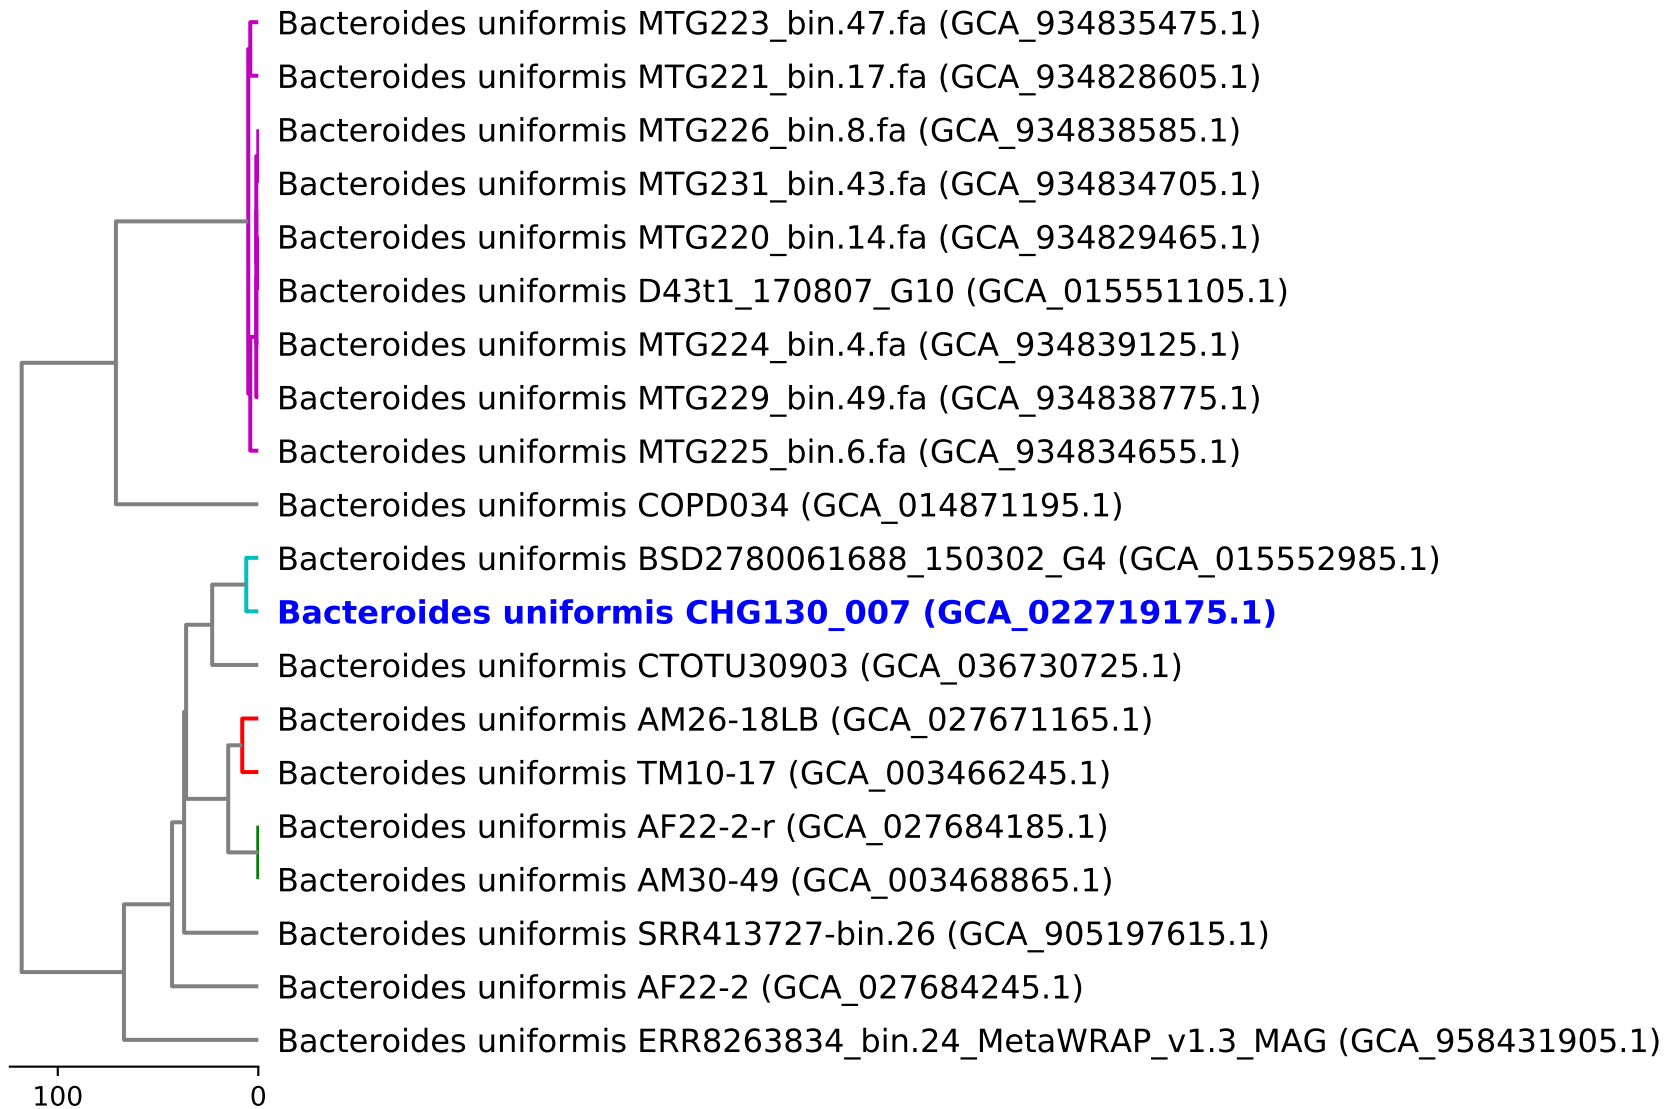 Bacteroides uniformis MTG223_bin.47.fa (GCA_934835475.1)
Bacteroides uniformis MTG221_bin.17.fa (GCA_934828605.1)
Bacteroides uniformis MTG226_bin.8.fa (GCA_934838585.1)
Bacteroides uniformis MTG231_bin.43.fa (GCA_934834705.1)
Bacteroides uniformis MTG220_bin.14.fa (GCA_934829465.1)
Bacteroides uniformis D43t1_170807_G10 (GCA_015551105.1)
Bacteroides uniformis MTG224_bin.4.fa (GCA_934839125.1)
Bacteroides uniformis MTG229_bin.49.fa (GCA_934838775.1)
Bacteroides uniformis MTG225_bin.6.fa (GCA_934834655.1)
Bacteroides uniformis COPD034 (GCA_014871195.1)
Bacteroides uniformis BSD2780061688_150302_G4 (GCA_015552985.1)
Bacteroides uniformis CHG130_007 (GCA_022719175.1)
Bacteroides uniformis CTOTU30903 (GCA_036730725.1)
Bacteroides uniformis AM26-18LB (GCA_027671165.1)
Bacteroides uniformis TM10-17 (GCA_003466245.1)
Bacteroides uniformis AF22-2-r (GCA_027684185.1)
Bacteroides uniformis AM30-49 (GCA_003468865.1)
Bacteroides uniformis SRR413727-bin.26 (GCA_905197615.1)
Bacteroides uniformis AF22-2 (GCA_027684245.1)
Bacteroides uniformis ERR8263834_bin.24_MetaWRAP_v1.3_MAG (GCA_958431905.1)
100 0